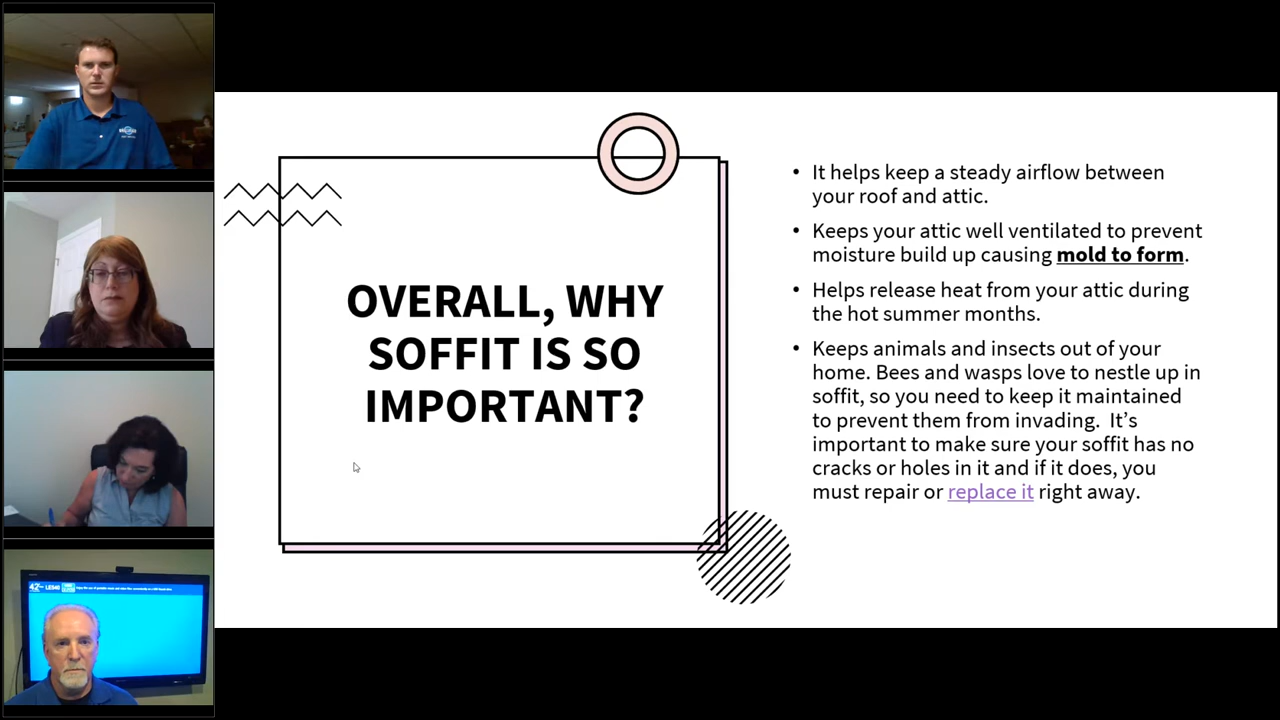 OVERALL, WHY
SOFFIT IS SO
IMPORTANT?
• It helps keep a steady airflow between
your roof and attic.
• Keeps your attic well ventilated to prevent
moisture build up causing mold to form.
• Helps release heat from your attic during
the hot summer months.
• Keeps animals and insects out of your
home. Bees and wasps love to nestle up in
soffit, so you need to keep it maintained
to prevent them from invading.  It’s
important to make sure your soffit has no
cracks or holes in it and if it does, you
must repair or replace it right away.